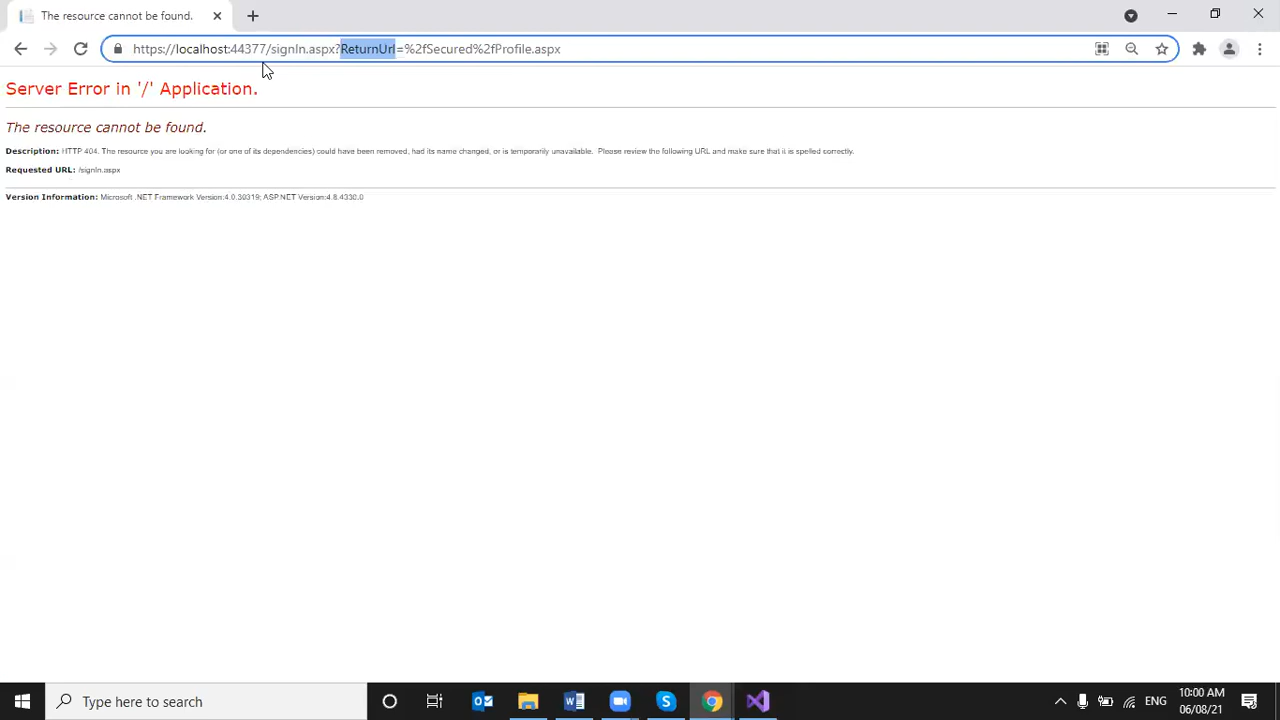 The resource cannot be found.
https://localhost:44377/signIn.aspx?ReturnUrl=%2fSecured%2fProfile.aspx
Server Error in '/' Application.
The resource cannot be found.
Description: HTTP 404. The resource you are looking for (or one of its dependencies) could have been removed, had its name changed, or is temporarily unavailable.  Please review the following URL and make sure that it is spelled correctly.
Requested URL: /signIn.aspx
Version Information: Microsoft .NET Framework Version:4.0.30319; ASP.NET Version:4.8.4330.0
Type here to search
ENG
10:00 AM
06/08/21